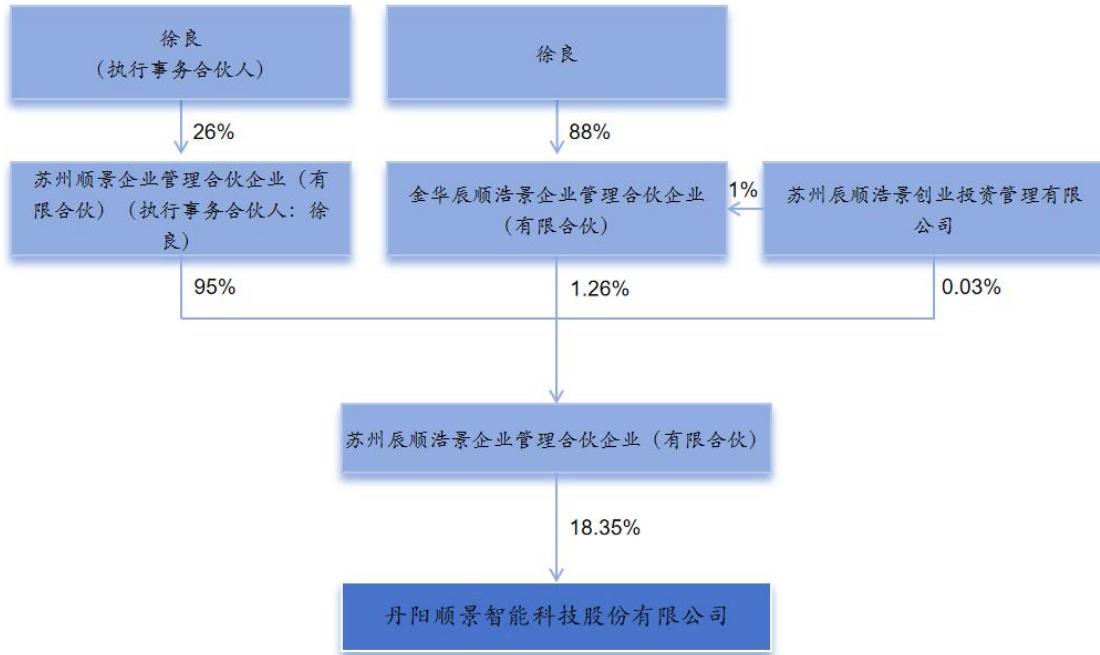 徐良
（执行事务合伙人）
徐良
26%
88%
苏州顺景企业管理合伙企业（有
限合伙）（执行事务合伙人：徐
良）
金华辰顺浩景企业管理合伙企业
（有限合伙）
1%
苏州辰顺浩景创业投资管理有限
公司
95%
1.26%
0.03%
苏州辰顺浩景企业管理合伙企业（有限合伙）
18.35%
丹阳顺景智能科技股份有限公司